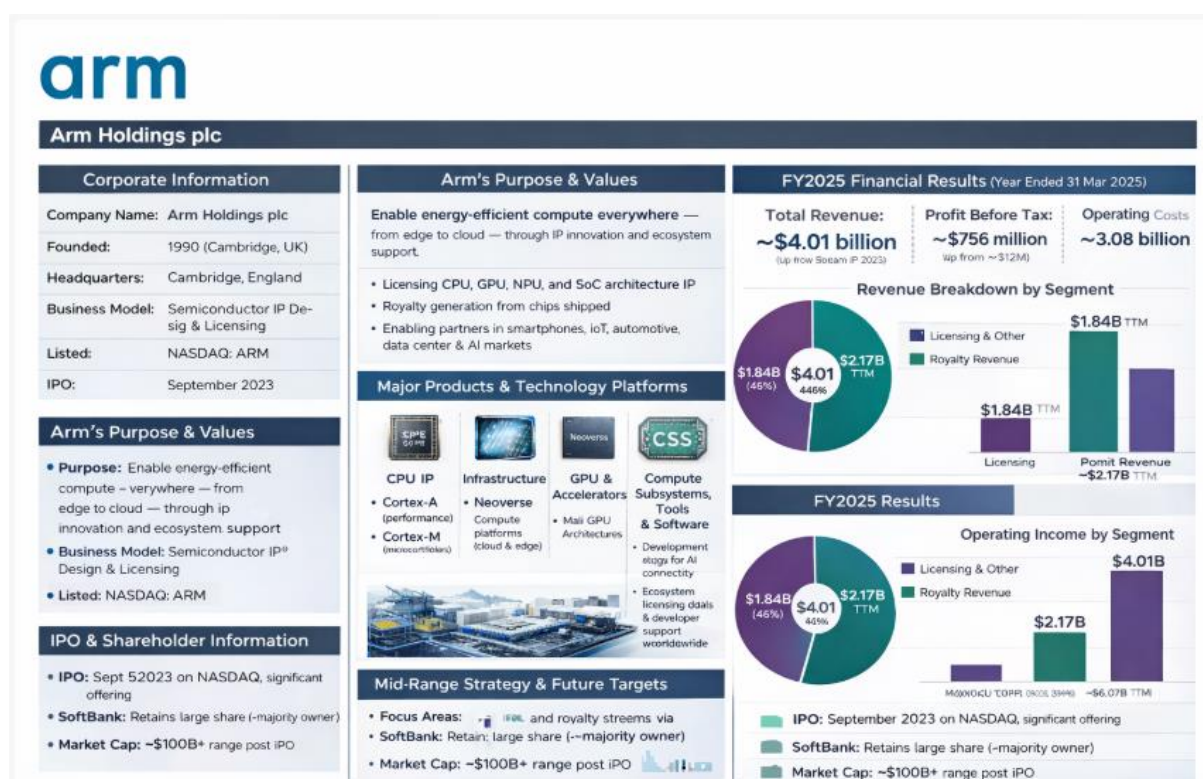 arm
Arm Holdings plc
Corporate Information
Company Name: Arm Holdings plc
Founded: 1990 (Cambridge, UK)
Headquarters: Cambridge, England
Business Model: Semiconductor IP De-
sig & Licensing
Listed: NASDAQ: ARM
IPO: September 2023
Arm's Purpose & Values
• Purpose: Enable energy-efficient
compute – verywhere — from
edge to cloud — through ip
innovation and ecosystem support
• Business Model: Semiconductor IP®
Design & Licensing
• Listed: NASDAQ: ARM
IPO & Shareholder Information
• IPO: Sept 52023 on NASDAQ, significant
offering
• SoftBank: Retains large share (-majority owner)
• Market Cap: ~$100B+ range post iPO
Arm's Purpose & Values
Enable energy-efficient compute everywhere —
from edge to cloud — through IP innovation and ecosystem
support.
• Licensing CPU, GPU, NPU, and SoC architecture IP
• Royalty generation from chips shipped
• Enabling partners in smartphones, ioT, automotive,
data center & AI markets
Major Products & Technology Platforms
CPU IP
• Cortex-A
(performance)
• Cortex-M
Infrastructure
• Neoverse
Compute
platforms
(cloud & edge)
Neoverse
GPU &
Accelerators
• Mali GPU
Architectures
CSS
Compute
Subsystems,
Tools
& Software
• Development
for AI
connectity
• Ecosystem
licensing ddals
& developer
support
Mid-Range Strategy & Future Targets
• Focus Areas: and royalty streems via
• SoftBank: Retain: large share (-~majority owner)
• Market Cap: ~$100B+ range post iPO
FY2025 Financial Results (Year Ended 31 Mar 2025)
Total Revenue:
~$4.01 billion
Profit Before Tax:
~$756 million
up from ~$12M)
Operating Costs
~3.08 billion
Revenue Breakdown by Segment
$1.84B
(46%)
$4.01
446%
$2.17B
TTM
Licensing & Other
Royalty Revenue
$1.84B TTM
$1.84B TTM
Licensing
Pomit Revenue
~$2.17B TTM
FY2025 Results
Operating Income by Segment
$1.84B
(46%)
$4.01
$2.17B
TTM
Licensing & Other
Royalty Revenue
$2.17B
$4.01B
~$6.07B TTM)
IPO: September 2023 on NASDAQ, significant offering
SoftBank: Retains large share (-majority owner)
Market Cap: ~$100B+ range post iPO